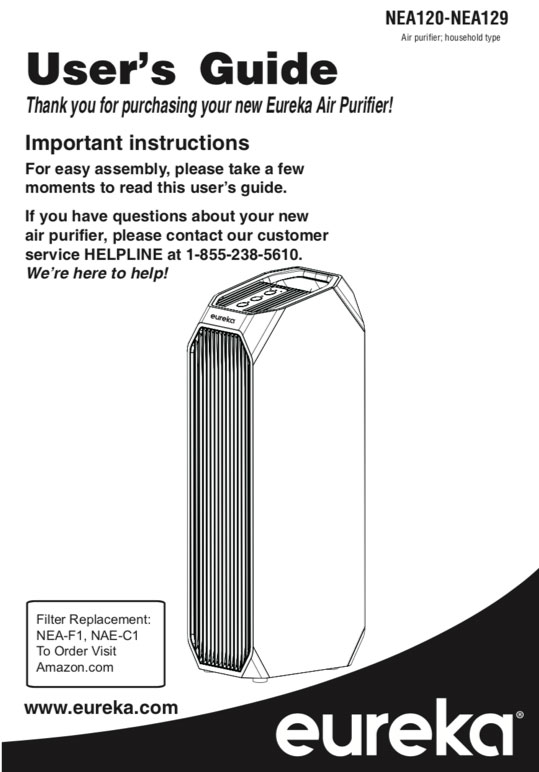 NEA120-NEA129
Air purifier; household type
User's Guide
Thank you for purchasing your new Eureka Air Purifier!
Important instructions
For easy assembly, please take a few
moments to read this user's guide.
If you have questions about your new
air purifier, please contact our customer
service HELPLINE at 1-855-238-5610.
We're here to help!
eureka
Filter Replacement:
NEA-F1, NAE-C1
To Order Visit
Amazon.com
www.eureka.com
eureka®